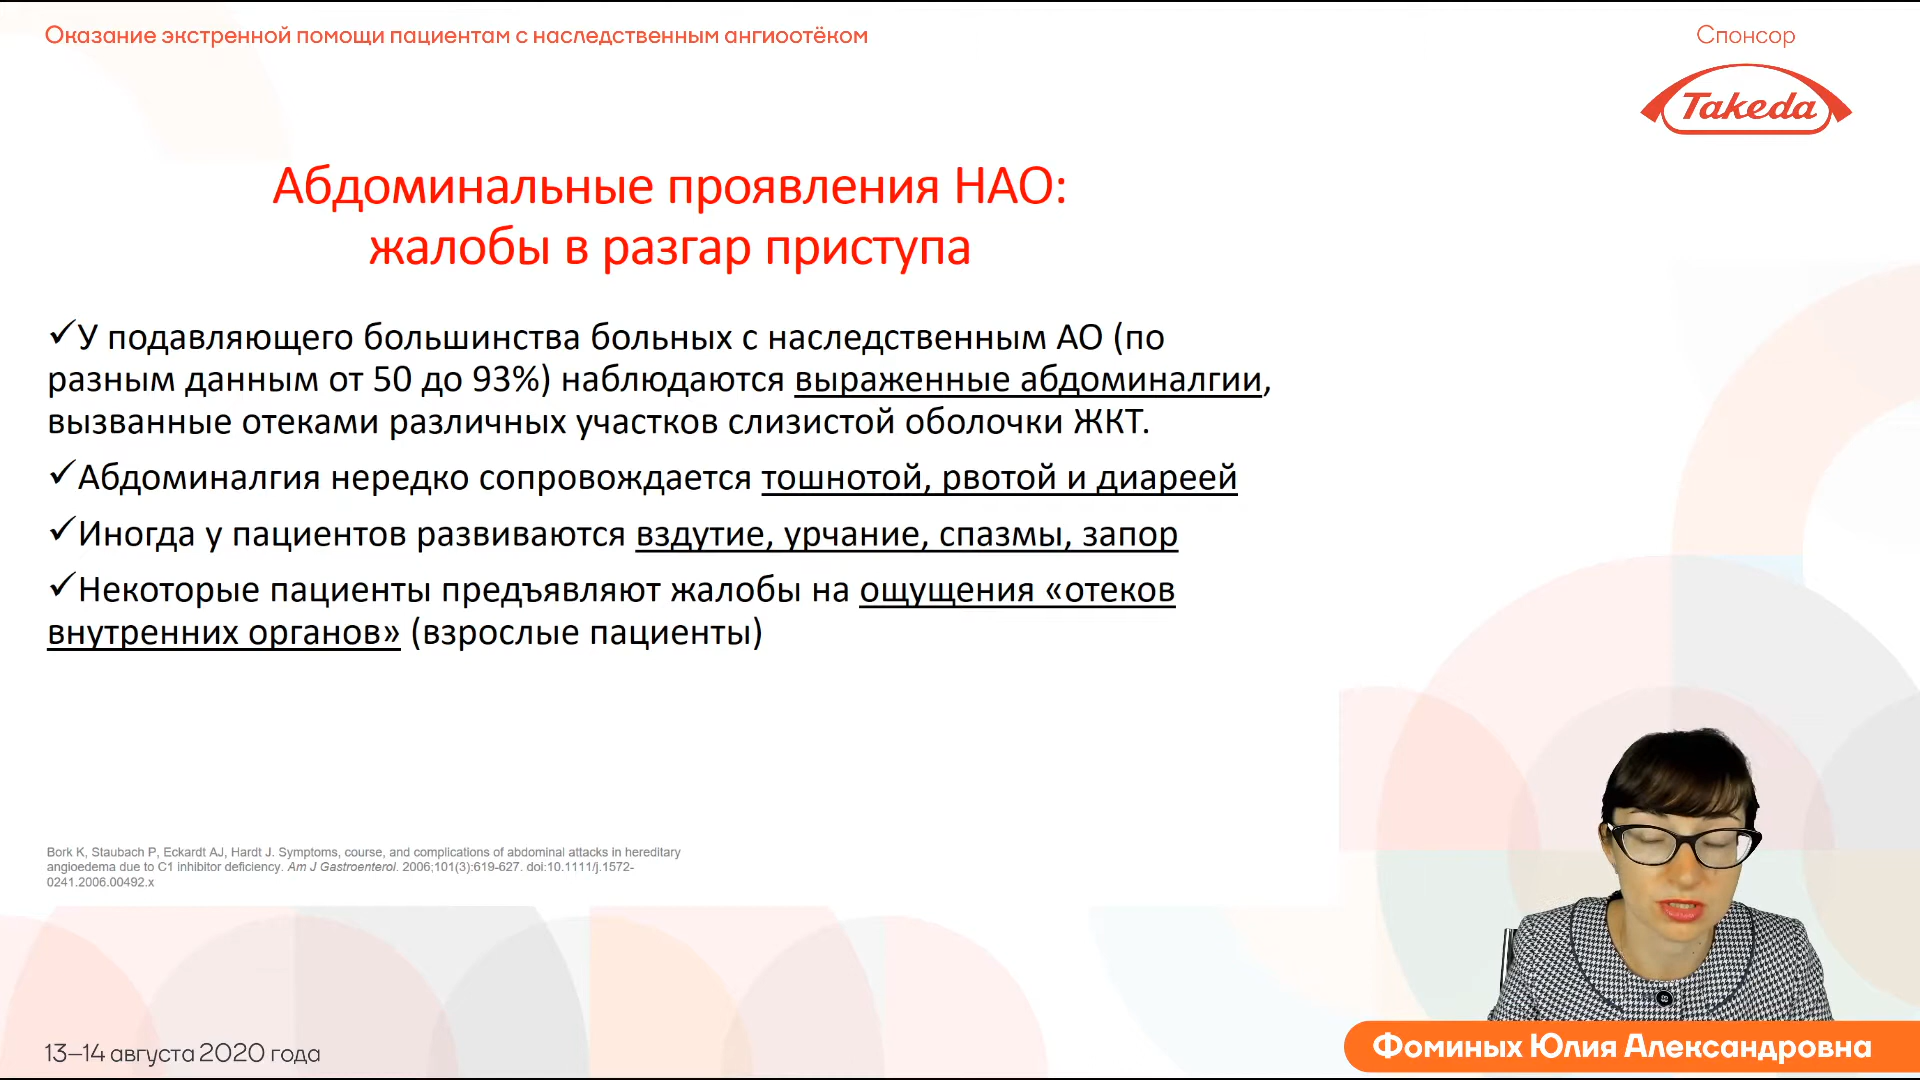 Оказание экстренной помощи пациентам с наследственным ангиоотёком
Спонсор
Takeda
Абдоминальные проявления НАО:
жалобы в разгар приступа
✓У подавляющего большинства больных с наследственным АО (по
разным данным от 50 до 93%) наблюдаются выраженные абдоминалгии,
вызванные отеками различных участков слизистой оболочки ЖКТ.
✓Абдоминалгия нередко сопровождается тошнотой, рвотой и диареей
✓Иногда у пациентов развиваются вздутие, урчание, спазмы, запор
✓Некоторые пациенты предъявляют жалобы на ощущения «отеков
внутренних органов» (взрослые пациенты)
Bork K, Staubach P, Eckardt AJ, Hardt J. Symptoms, course, and complications of abdominal attacks in hereditary
angioedema due to C1 inhibitor deficiency. Am J Gastroenterol. 2006;101(3):619-627. doi:10.1111/j.1572-
0241.2006.00492.x
13–14 августа 2020 года
Фоминых Юлия Александровна